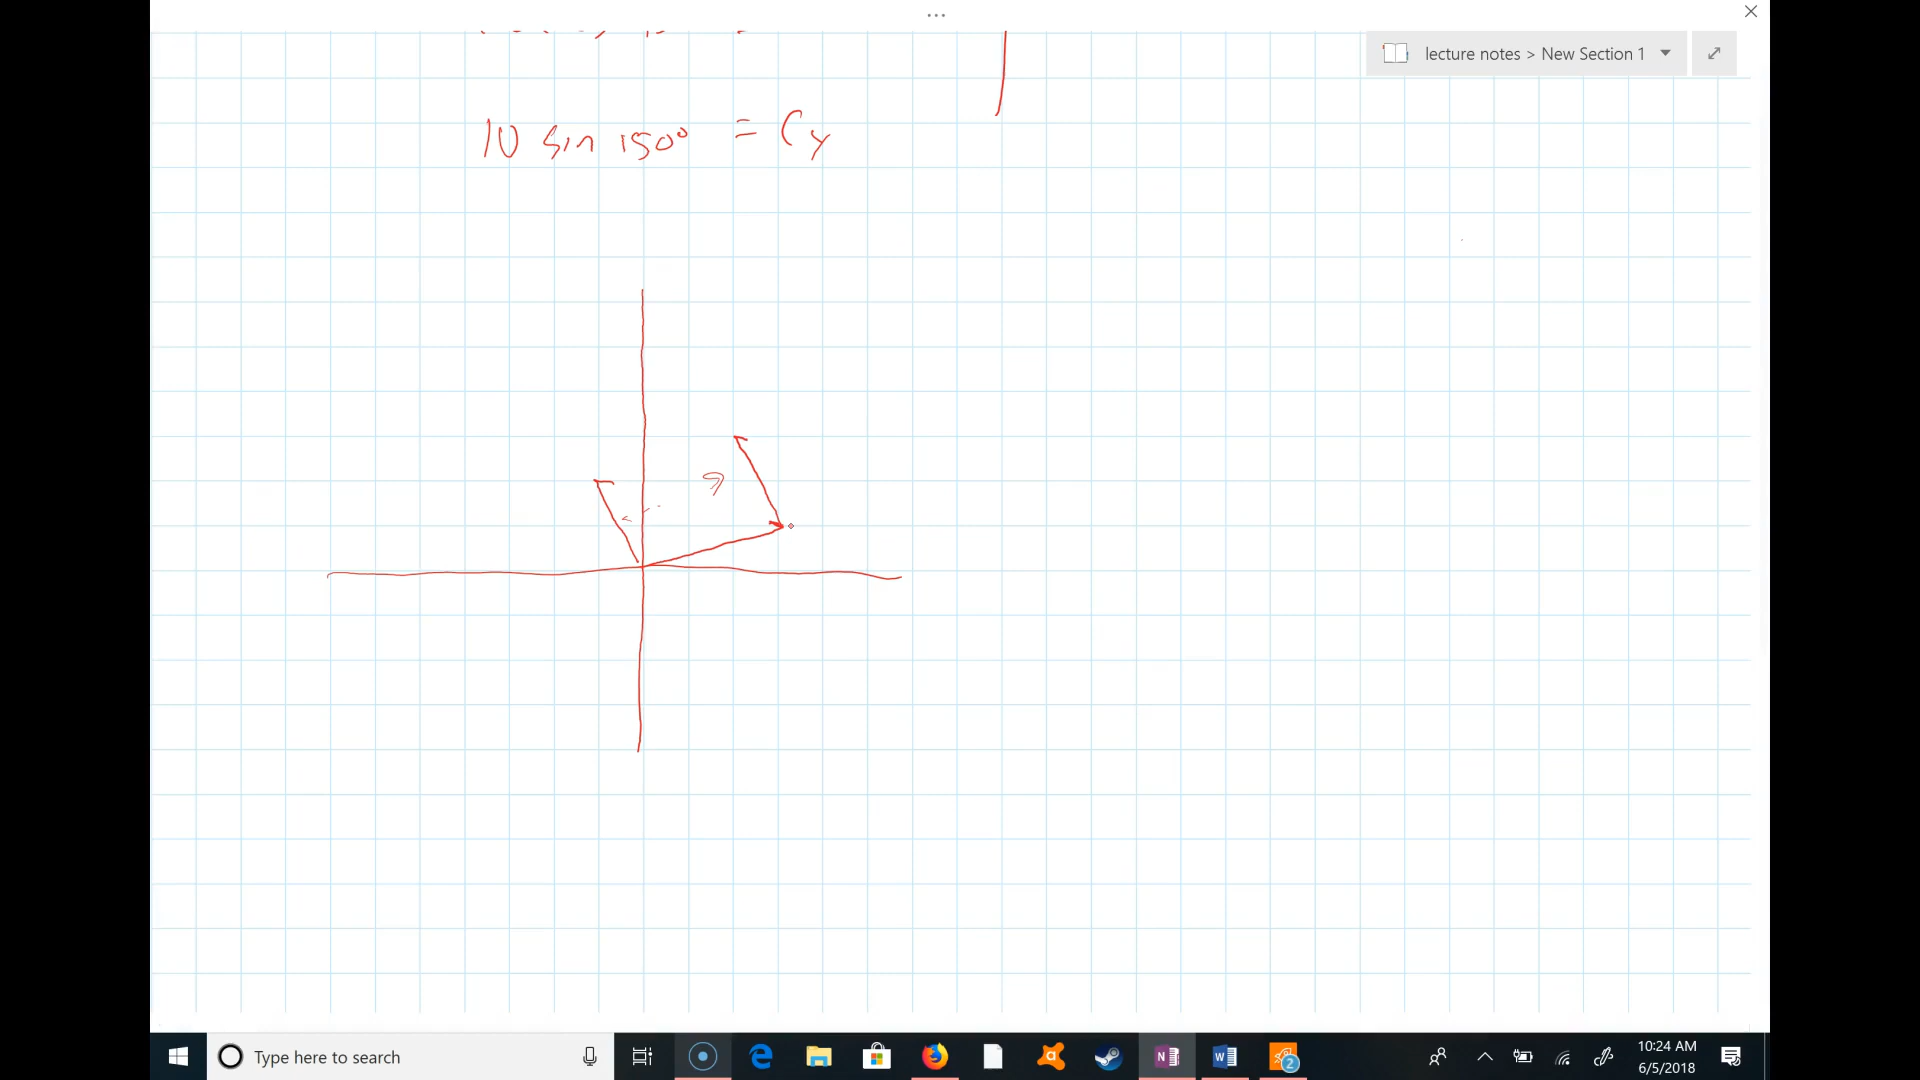 lecture notes > New Section 1
10 sin 150° = Cy
Type here to search
10:24 AM
6/5/2018
2